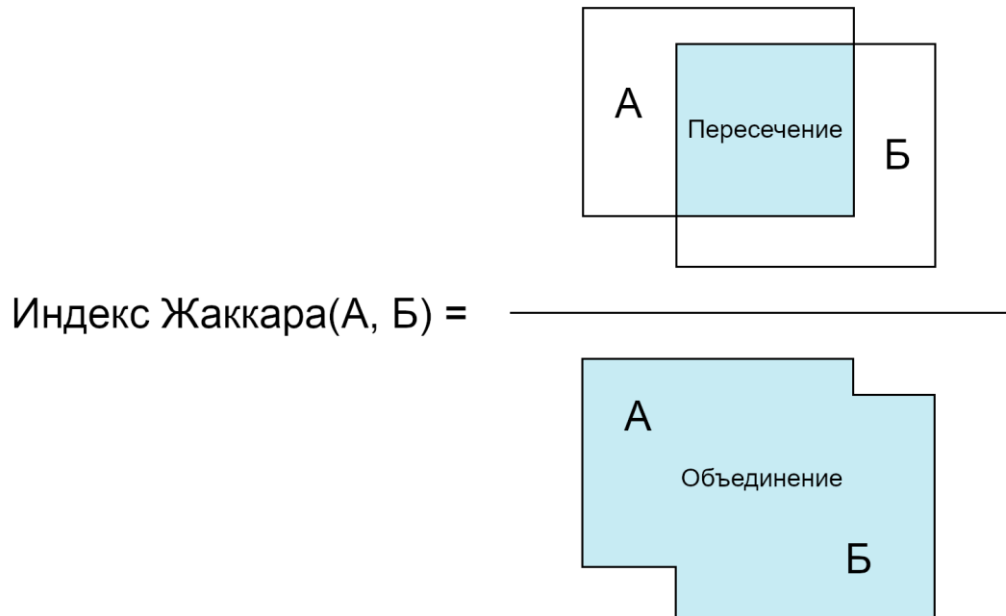 А
Пересечение
Б
Индекс Жаккара(А, Б) =
А
Объединение
Б